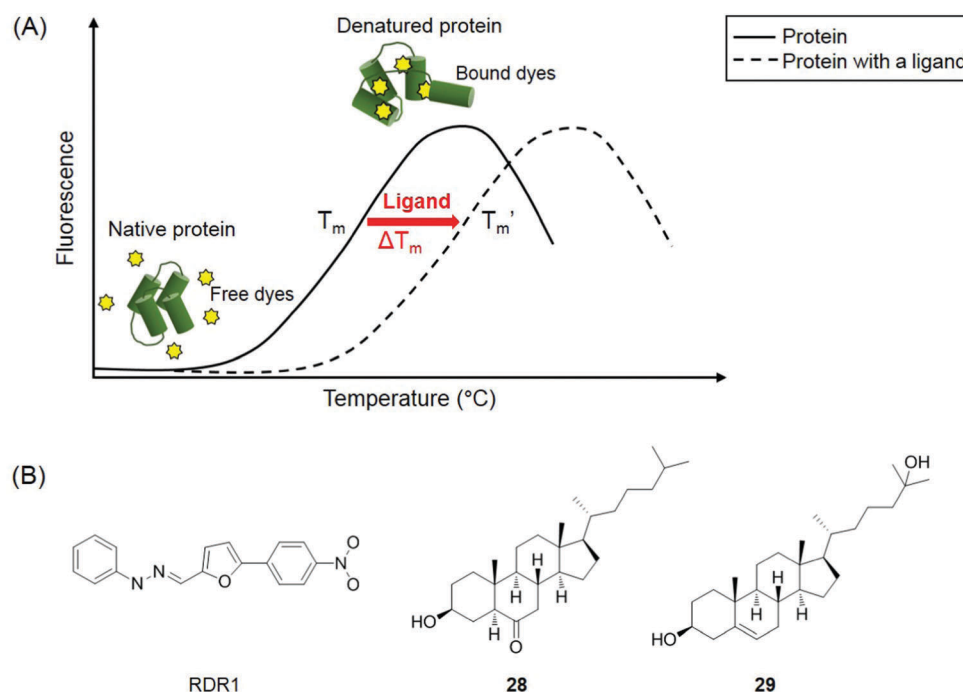 (A)
Fluorescence
Temperature (°C)
Denatured protein
Bound dyes
Protein
Protein with a ligand
Tm
Ligand
ΔTm
Tm’
Native protein
Free dyes
(B)
N
N
O
N
O
O
RDR1
HO
H
H
H
H
O
28
HO
H
H
H
OH
29